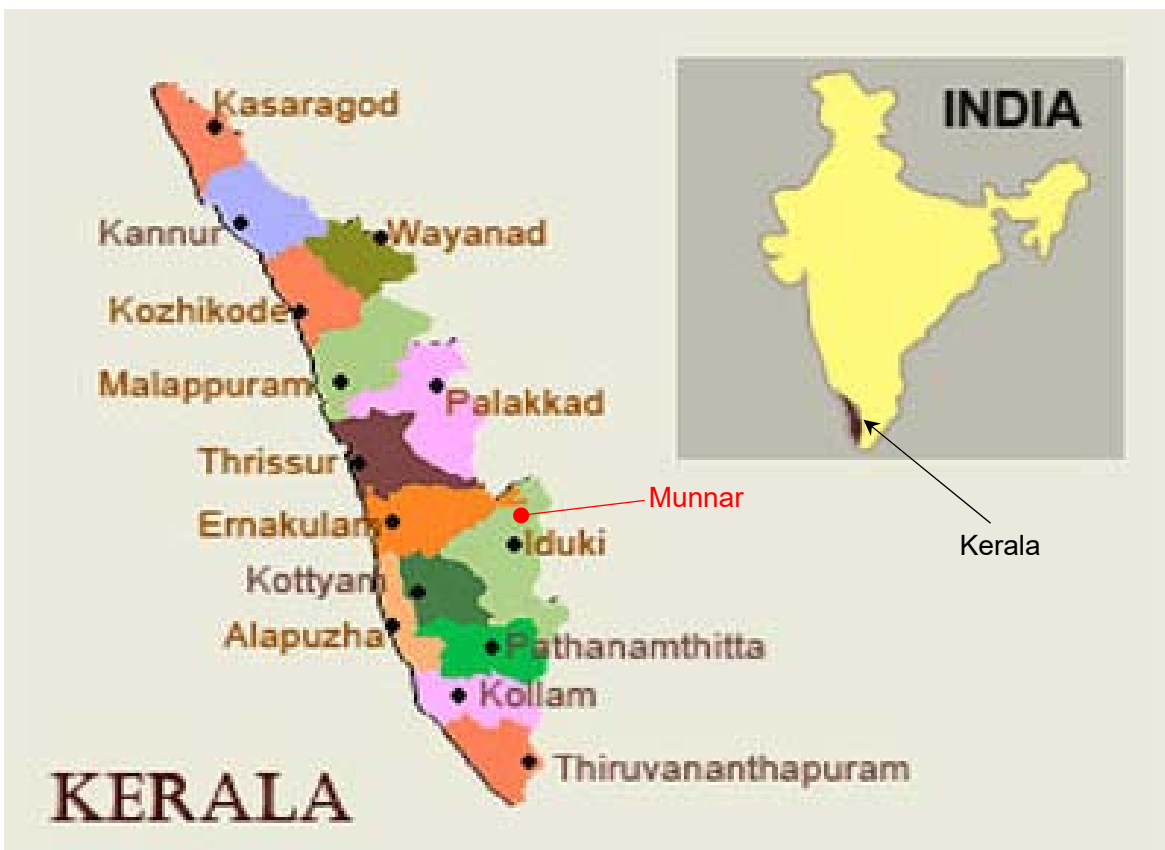 Kasaragod
INDIA
Kannur
Wayanad
Kozhikode
Malappuram
Palakkad
Thrissur
Munnar
Ernakulam
Iduki
Kerala
Kottyam
Alapuzha
Pathanamthitta
Kollam
Thiruvananthapuram
KERALA